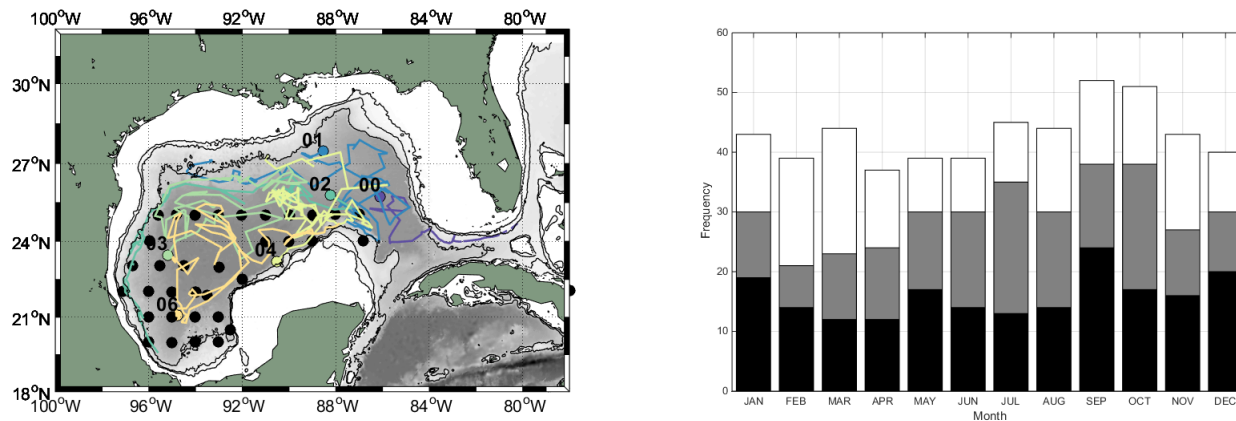 100°W 96°W 92°W 88°W 84°W 80°W
30°N
27°N
24°N
21°N
18°N
01
02
00
03
04
06
100°W 96°W 92°W 88°W 84°W 80°W
60
50
40
30
20
10
0
Frequency
JAN FEB MAR APR MAY JUN JUL AUG SEP OCT NOV DEC
Month